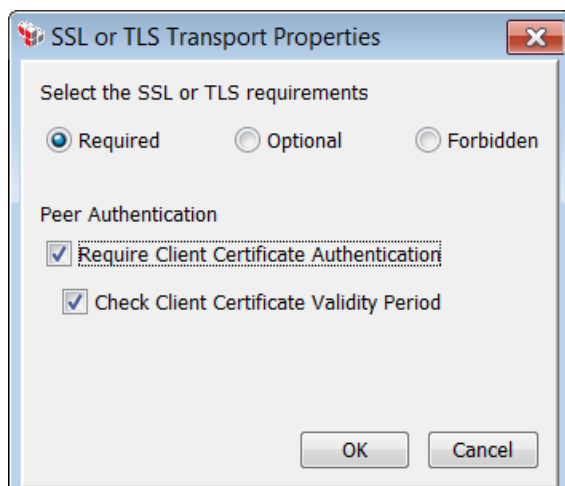 SSL or TLS Transport Properties
Select the SSL or TLS requirements
Required Optional Forbidden
Peer Authentication
Require Client Certificate Authentication
Check Client Certificate Validity Period
OK Cancel